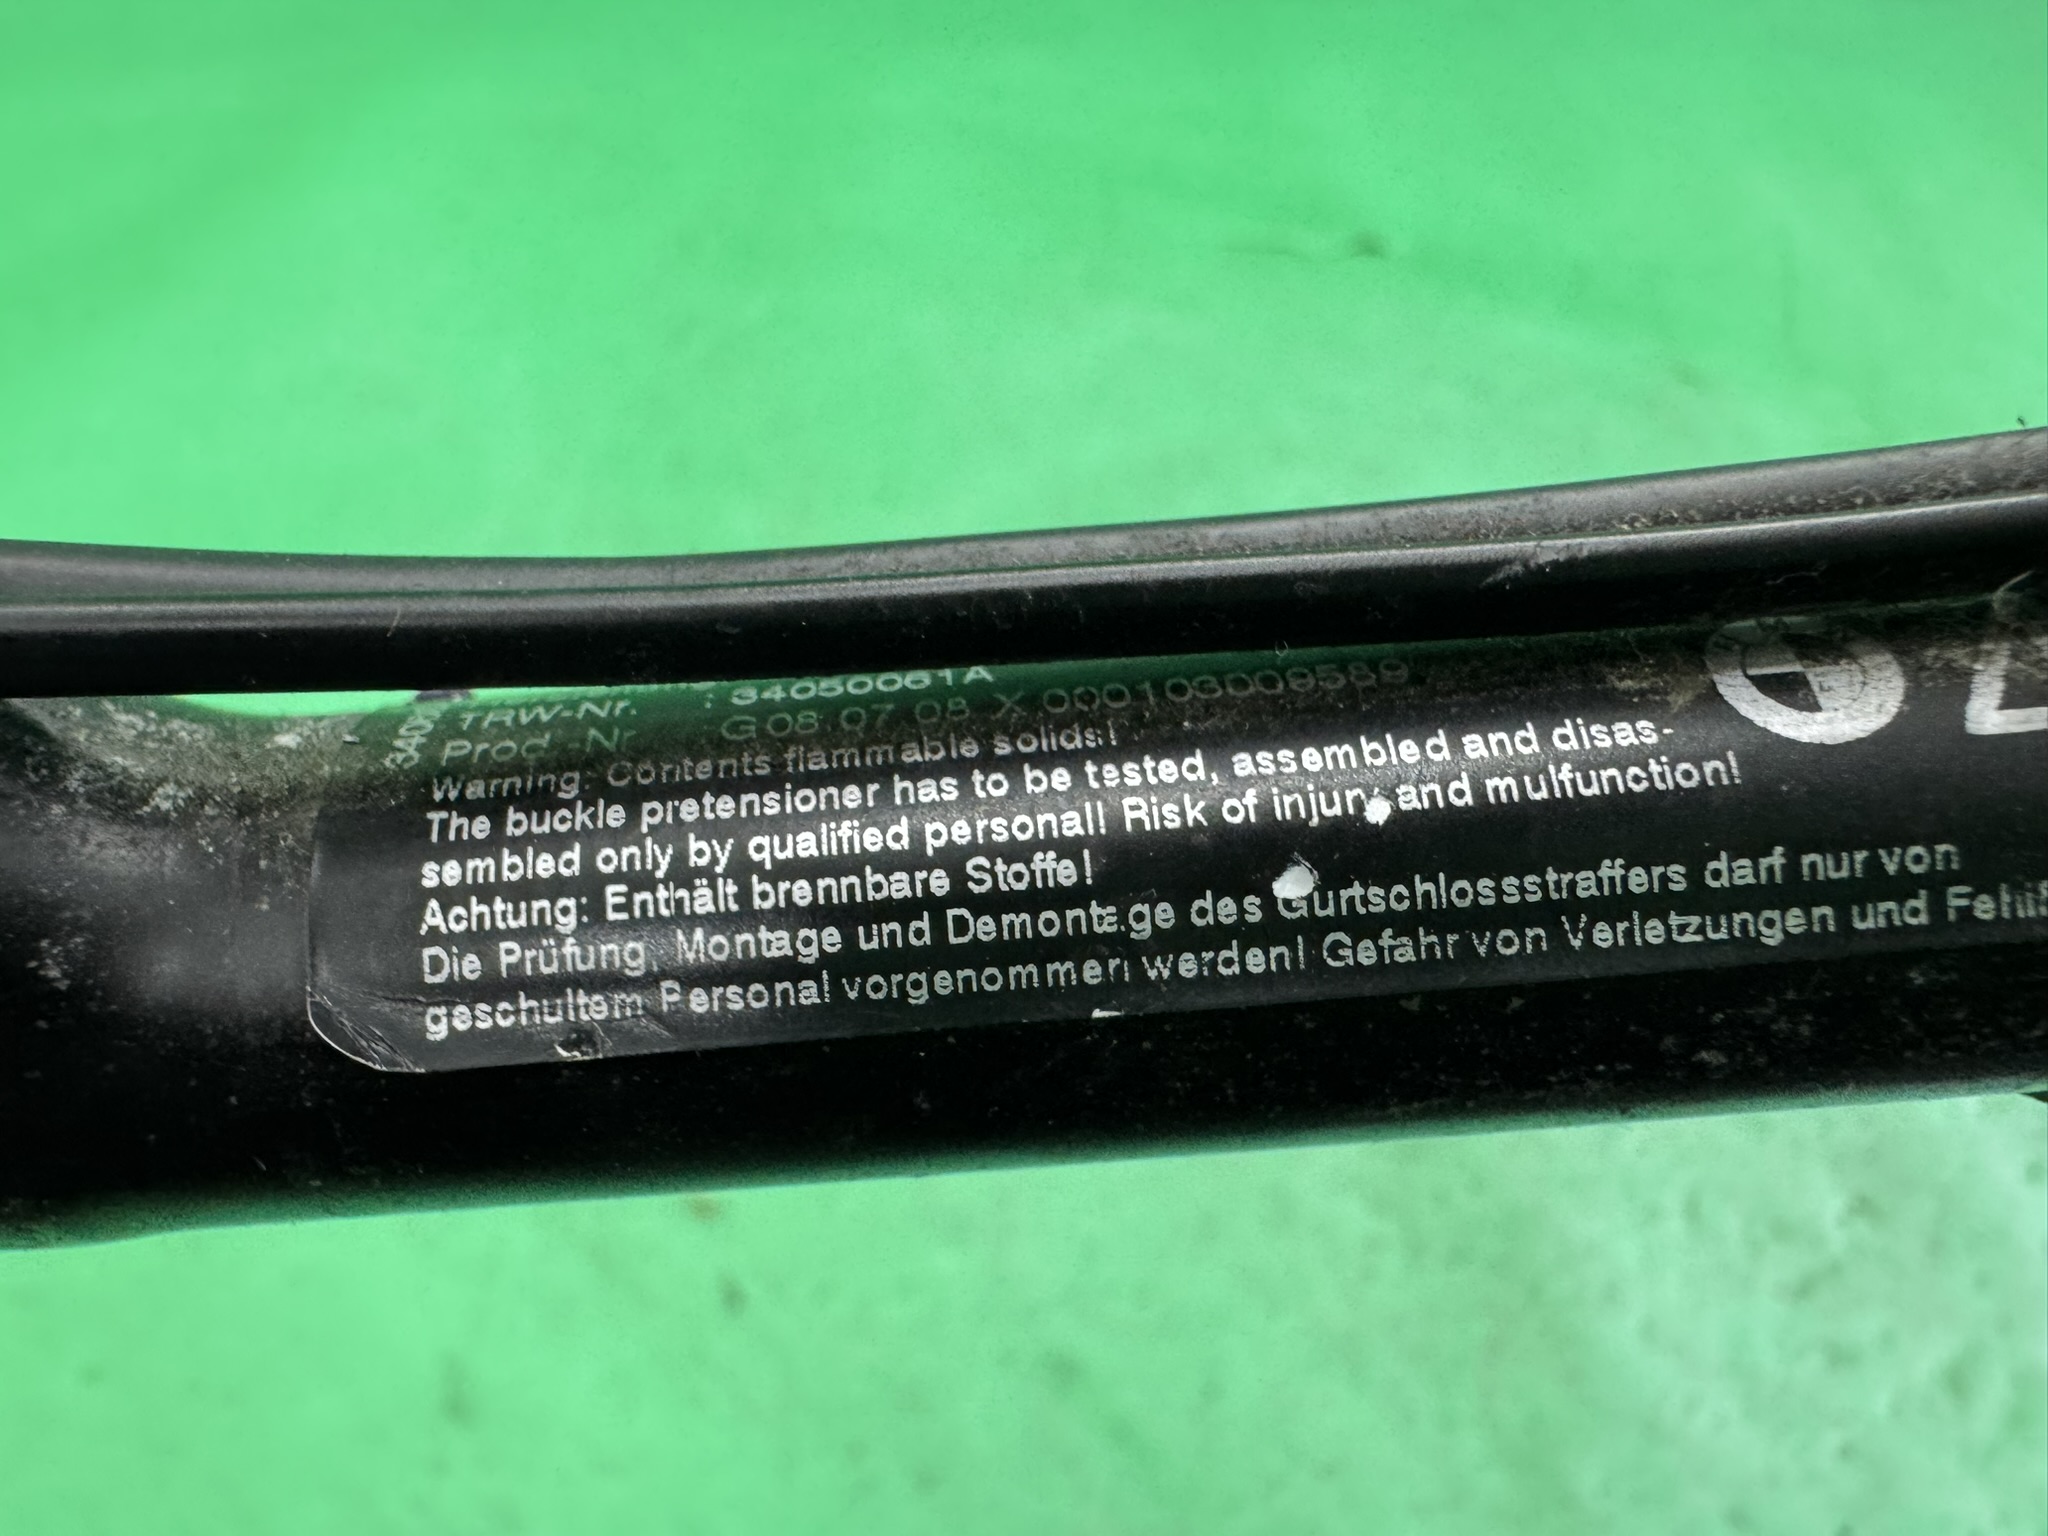 TRW-Nr. : 34050061A
Prod.-Nr G 08 07 08 X 000103009589
Warning: Contents flammable solids!
The buckle pretensioner has to be tested, assembled and disas-
sembled only by qualified personal! Risk of injury and mulfunction!
Achtung: Enthält brennbare Stoffe!
Die Prüfung, Montage und Demontage des Gurtschlossstraffers darf nur von
geschultem Personal vorgenommen werden! Gefahr von Verletzungen und